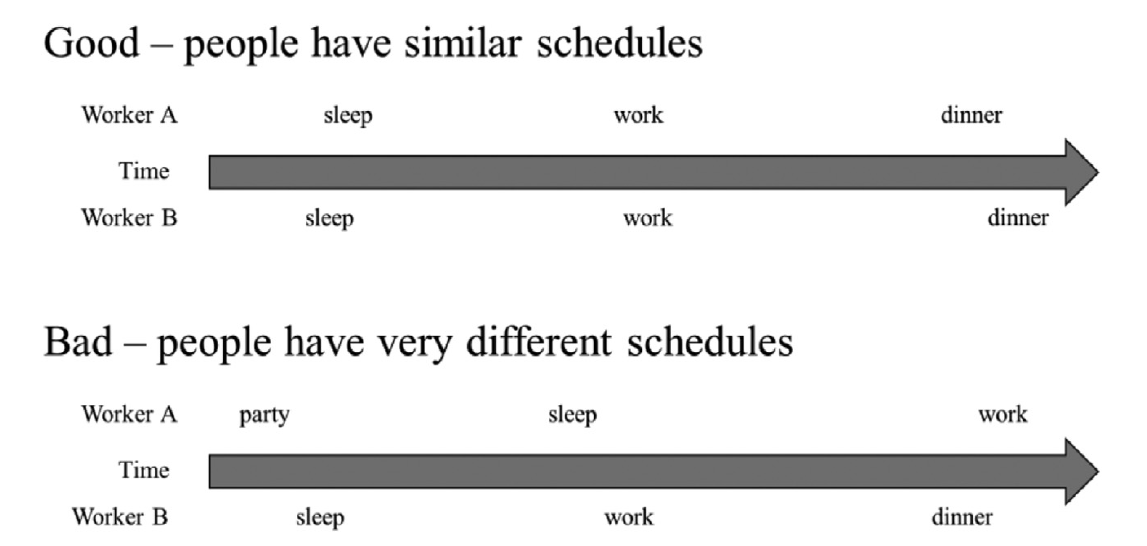 Good – people have similar schedules
Worker A sleep work dinner
Time
Worker B sleep work dinner
Bad – people have very different schedules
Worker A party sleep work
Time
Worker B sleep work dinner